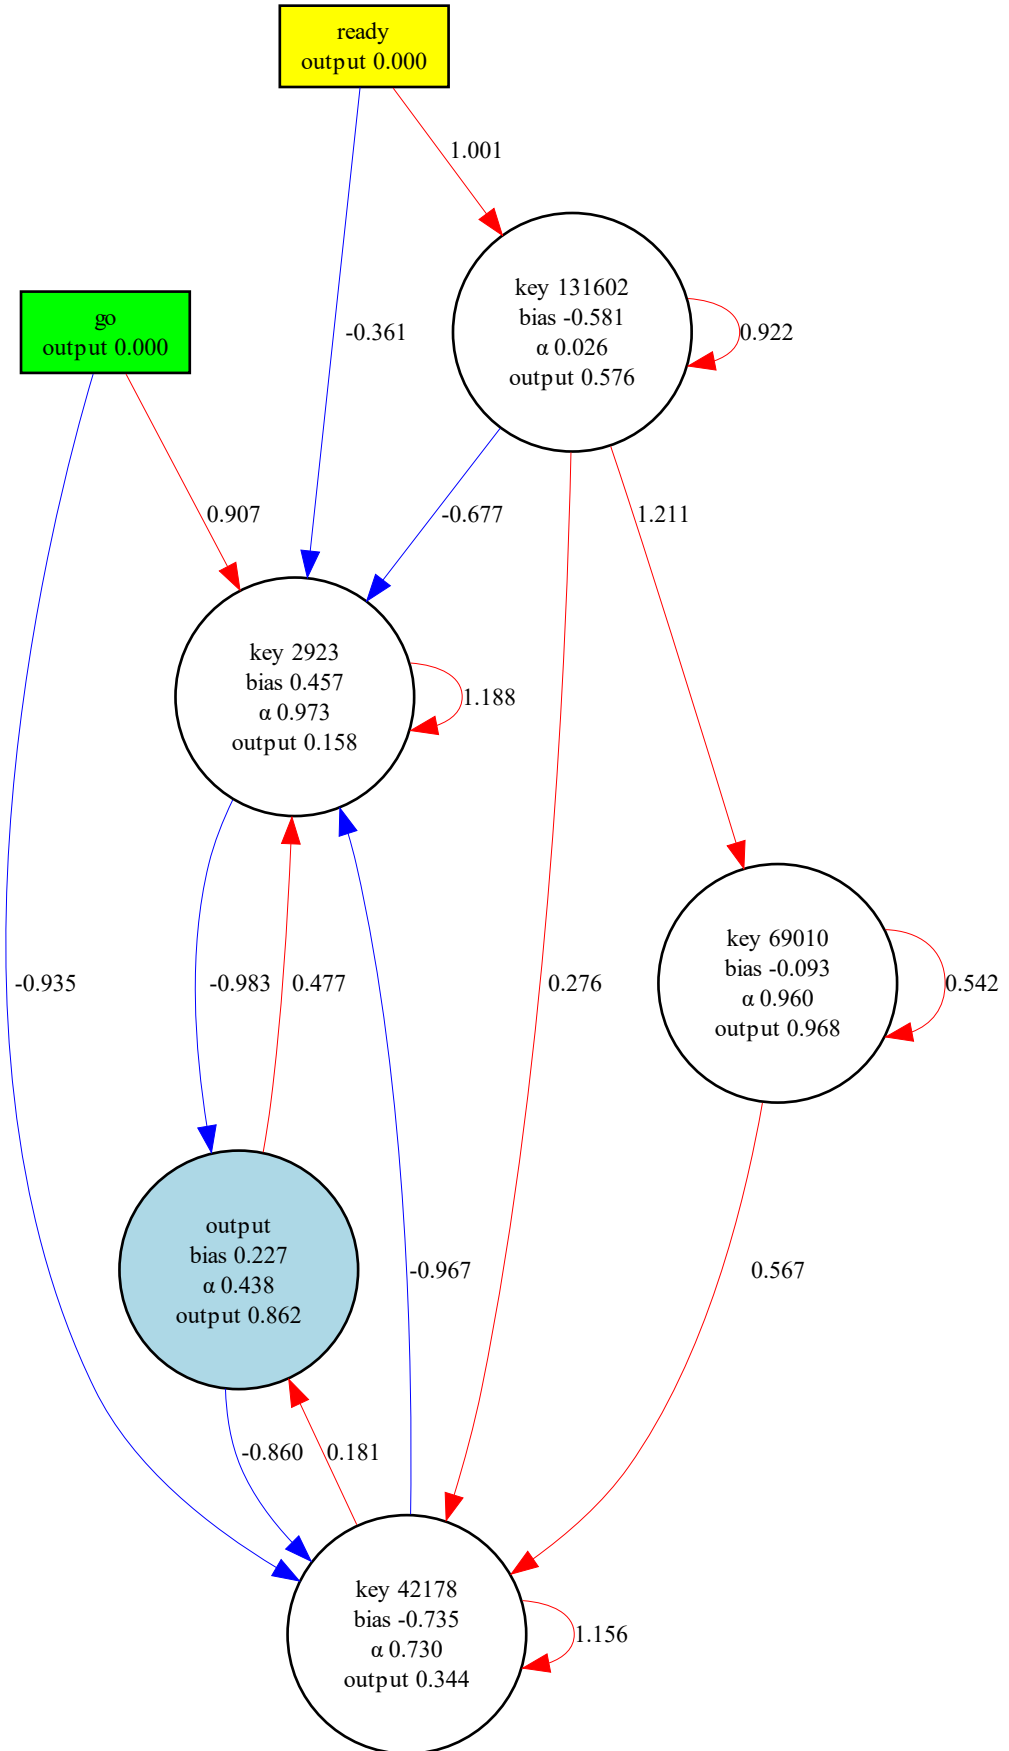 ready
output 0.000
1.001
key 131602
bias -0.581
α 0.026
output 0.576
0.922
go
output 0.000
-0.361
0.907
-0.677
1.211
key 2923
bias 0.457
α 0.973
output 0.158
1.188
key 69010
bias -0.093
α 0.960
output 0.968
0.542
-0.935
-0.983
0.477
0.276
output
bias 0.227
α 0.438
output 0.862
-0.967
0.567
-0.860
0.181
key 42178
bias -0.735
α 0.730
output 0.344
1.156